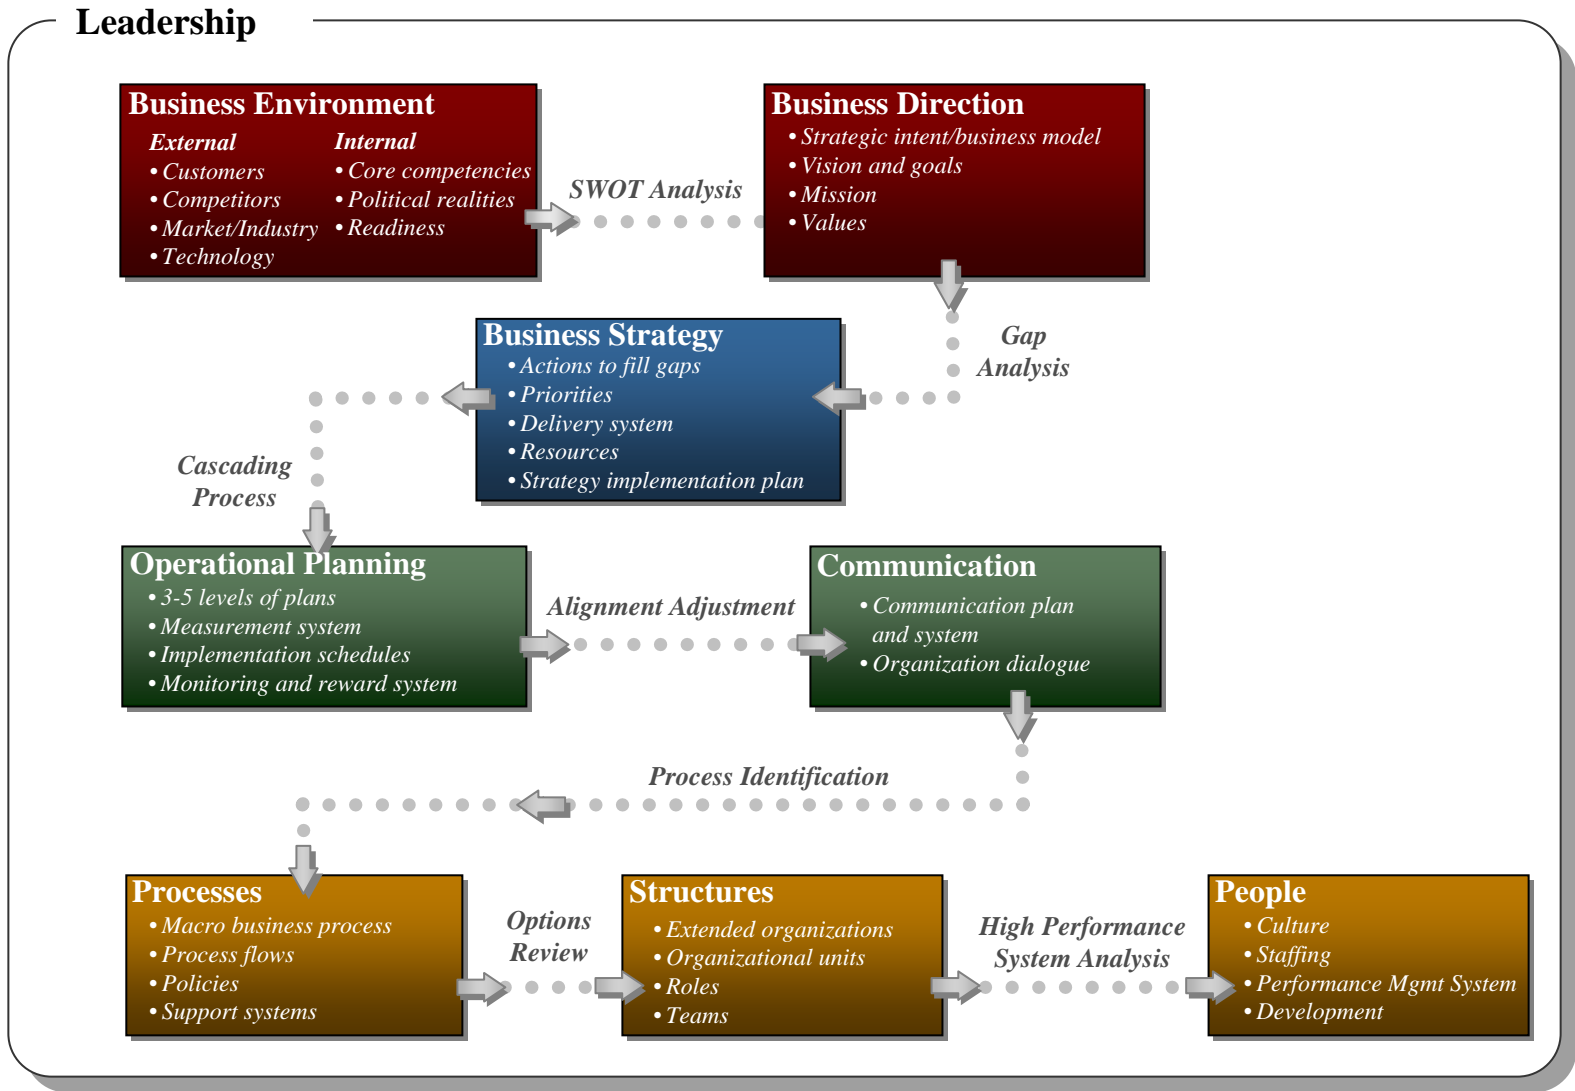 Leadership
Business Environment
External
• Customers
• Competitors
• Market/Industry
• Technology
Internal
• Core competencies
• Political realities
• Readiness
SWOT Analysis
Business Direction
• Strategic intent/business model
• Vision and goals
• Mission
• Values
Gap
Analysis
Business Strategy
• Actions to fill gaps
• Priorities
• Delivery system
• Resources
• Strategy implementation plan
Cascading
Process
Operational Planning
• 3-5 levels of plans
• Measurement system
• Implementation schedules
• Monitoring and reward system
Alignment Adjustment
Communication
• Communication plan
and system
• Organization dialogue
Process Identification
Processes
• Macro business process
• Process flows
• Policies
• Support systems
Options
Review
Structures
• Extended organizations
• Organizational units
• Roles
• Teams
High Performance
System Analysis
People
• Culture
• Staffing
• Performance Mgmt System
• Development